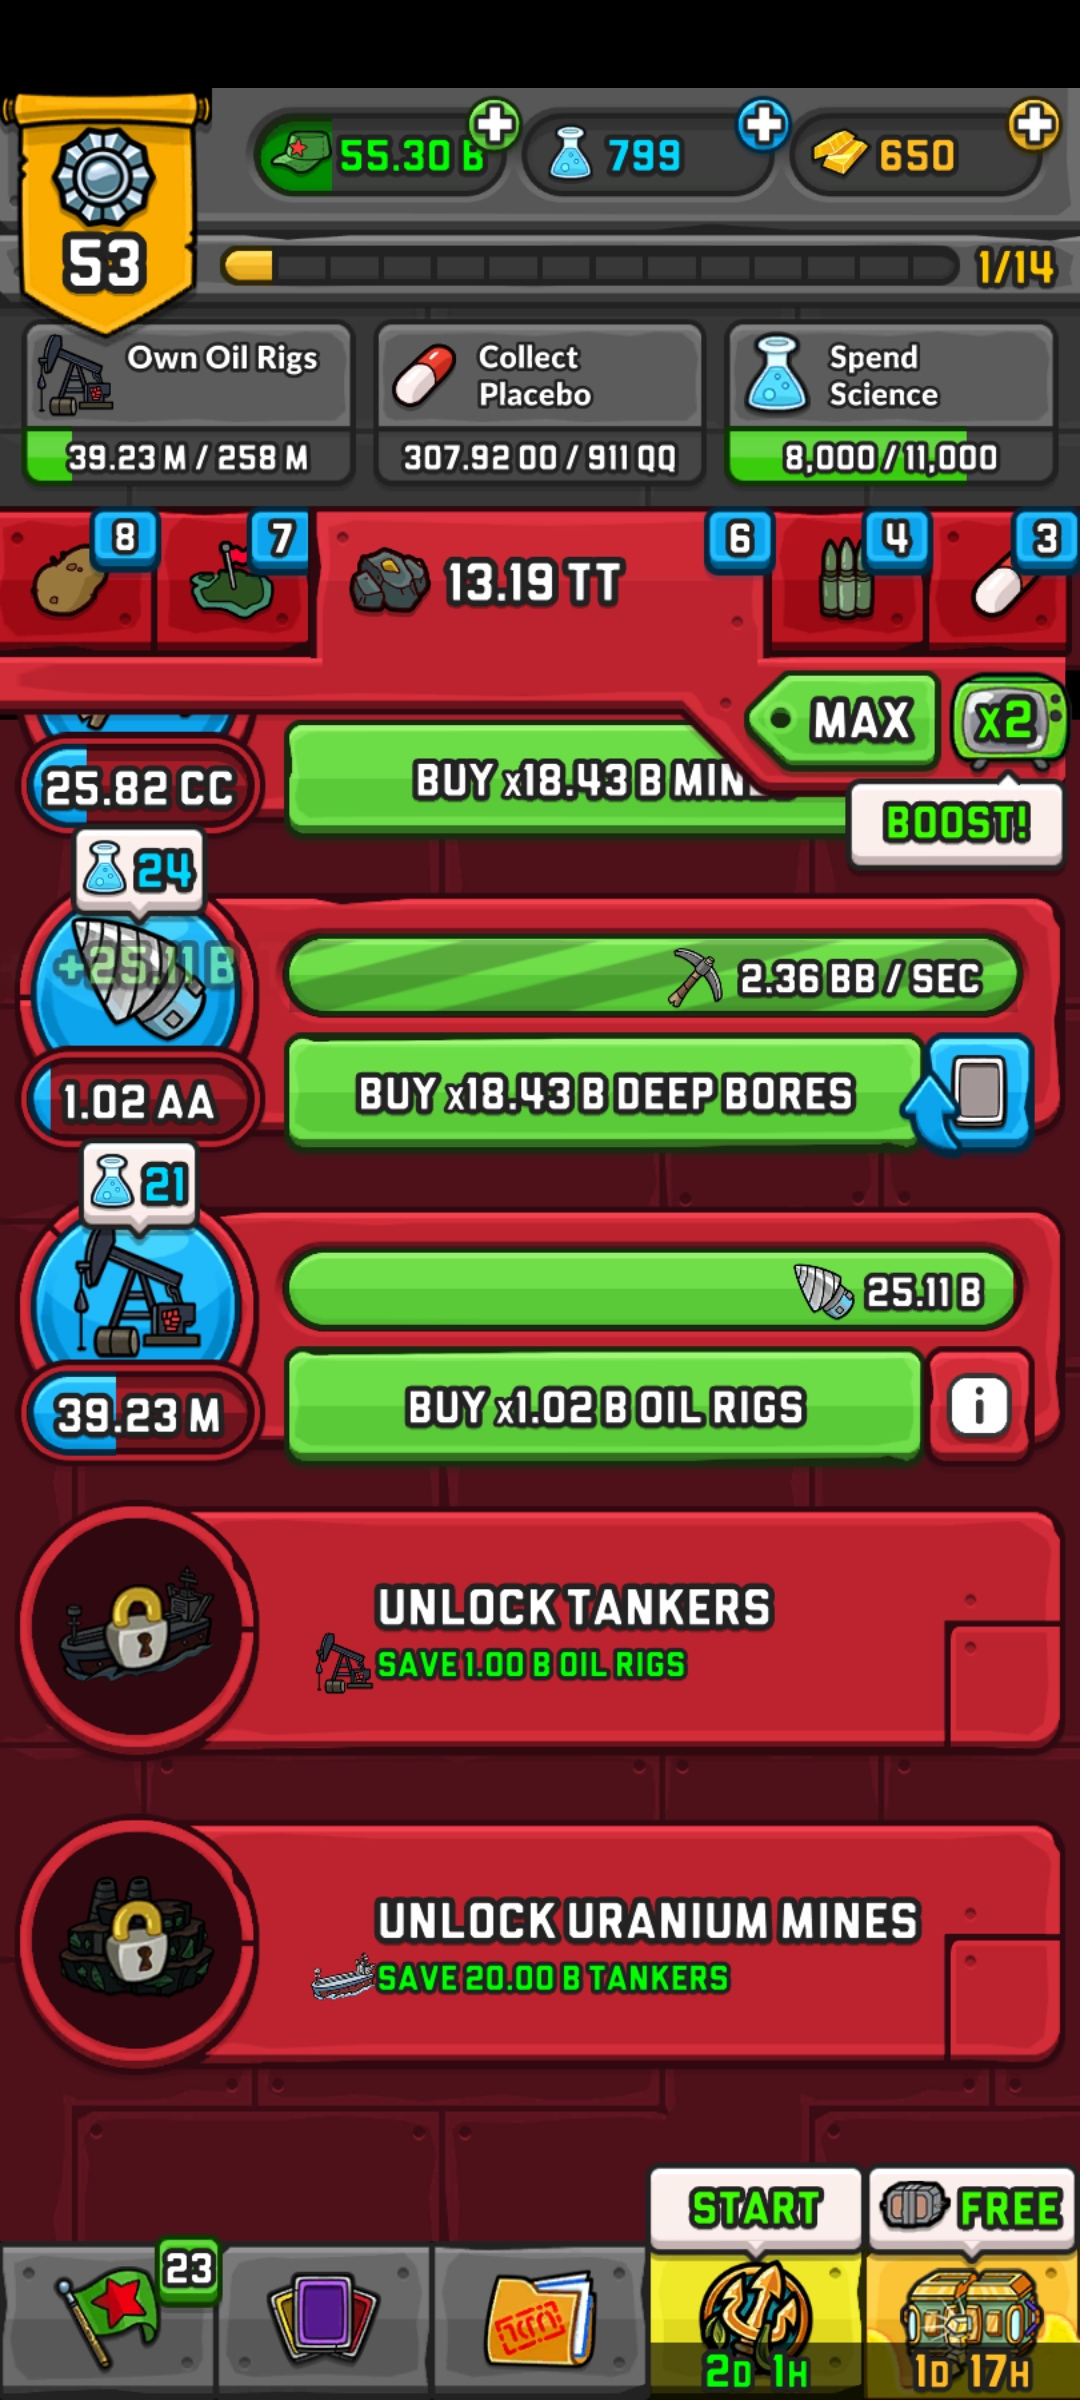 55.30 B
799
650
53
1/14
Own Oil Rigs
39.23 M / 258 M
Collect
Placebo
307.92 OO / 911 QQ
Spend
Science
8,000 / 11,000
8
7
13.19 TT
6
4
3
MAX
x2
BOOST!
25.82 CC
BUY x18.43 B MIN
24
+25.11 B
2.36 BB / SEC
1.02 AA
BUY x18.43 B DEEP BORES
21
25.11 B
39.23 M
BUY x1.02 B OIL RIGS
i
UNLOCK TANKERS
SAVE 1.00 B OIL RIGS
UNLOCK URANIUM MINES
SAVE 20.00 B TANKERS
START
FREE
23
2D 1H
1D 17H